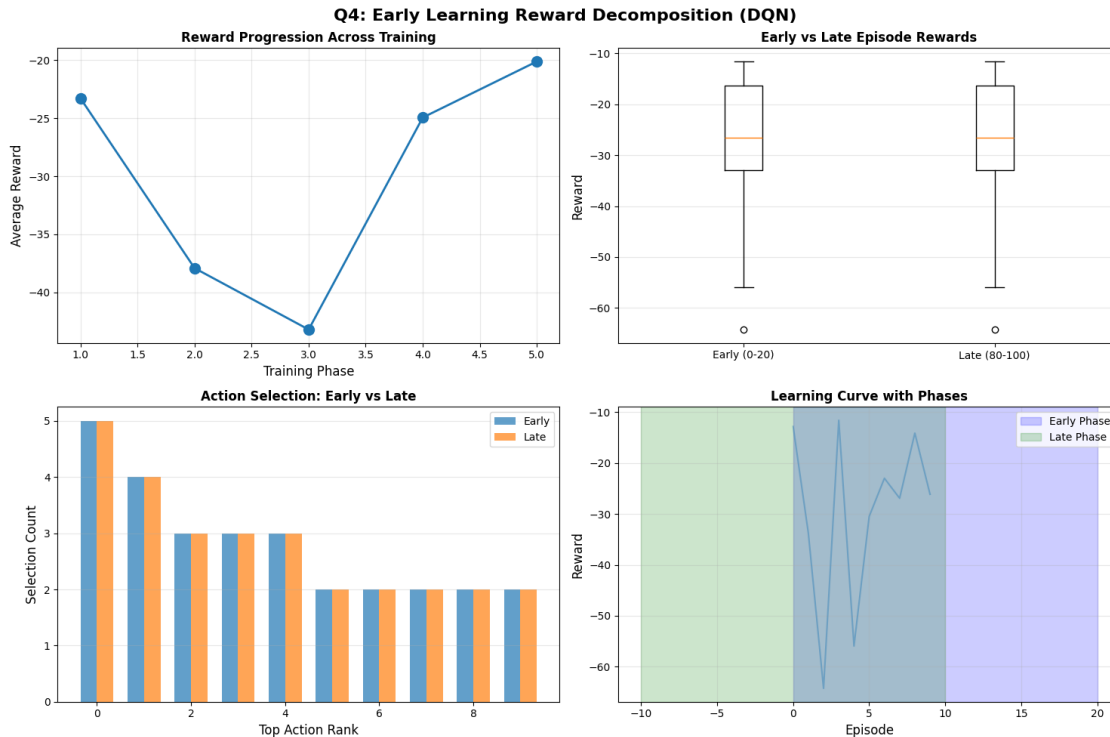 Q4: Early Learning Reward Decomposition (DQN)
Reward Progression Across Training
−20
−25
−30
−35
−40
Average Reward
1.0 1.5 2.0 2.5 3.0 3.5 4.0 4.5 5.0
Training Phase
Early vs Late Episode Rewards
−10
−20
−30
−40
−50
−60
Reward
Early (0-20) Late (80-100)
Action Selection: Early vs Late
Early
Late
5
4
3
2
1
0
Selection Count
0 2 4 6 8
Top Action Rank
Learning Curve with Phases
Early Phase
Late Phase
−10
−20
−30
−40
−50
−60
Reward
−10 −5 0 5 10 15 20
Episode